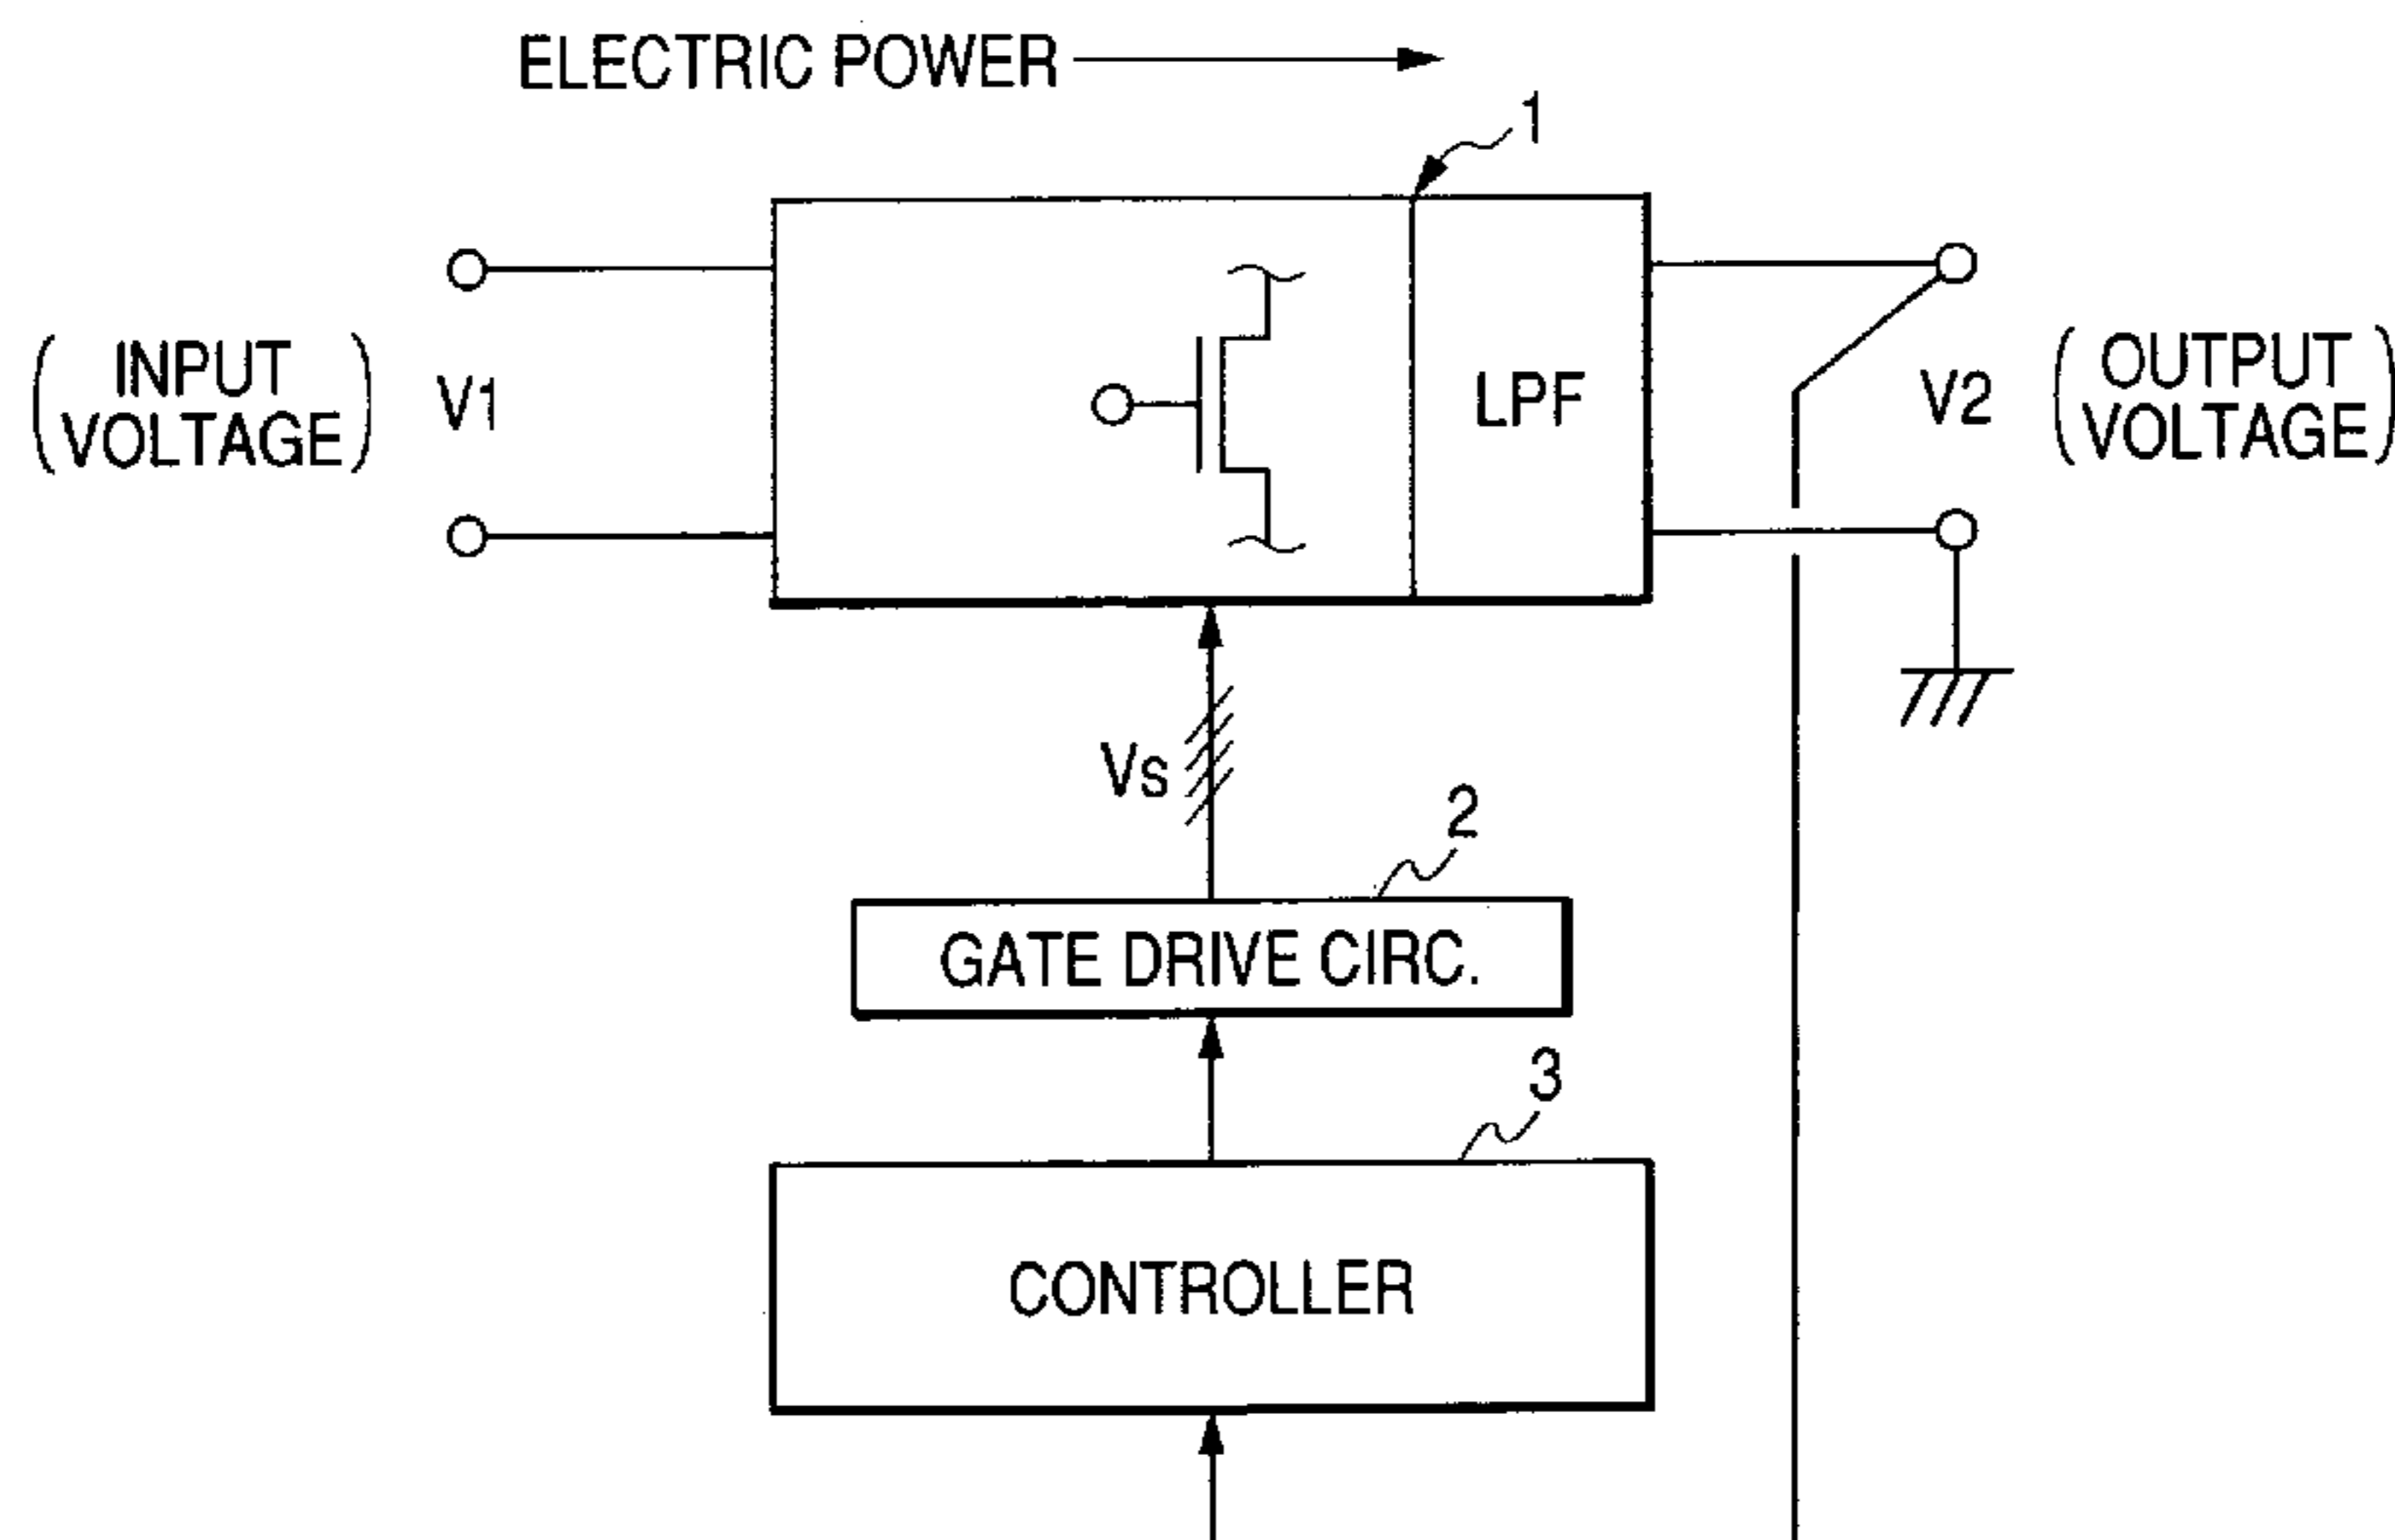 ELECTRIC POWER
1
(INPUT
VOLTAGE)
V1
LPF
V2
(OUTPUT
VOLTAGE)
Vs
2
GATE DRIVE CIRC.
3
CONTROLLER